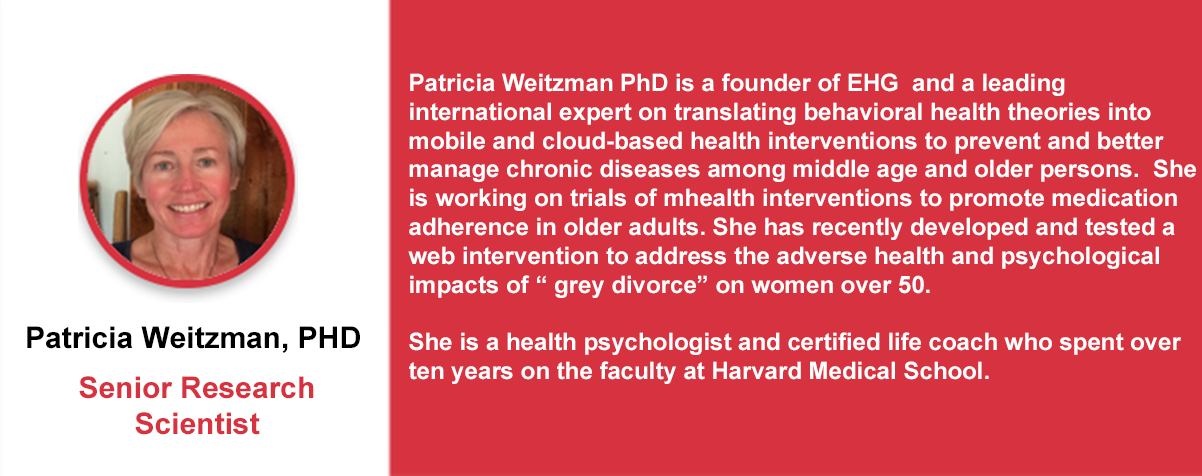 Patricia Weitzman, PHD
Senior Research
Scientist
Patricia Weitzman PhD is a founder of EHG  and a leading
international expert on translating behavioral health theories into
mobile and cloud-based health interventions to prevent and better
manage chronic diseases among middle age and older persons.  She
is working on trials of mhealth interventions to promote medication
adherence in older adults. She has recently developed and tested a
web intervention to address the adverse health and psychological
impacts of “ grey divorce” on women over 50.
She is a health psychologist and certified life coach who spent over
ten years on the faculty at Harvard Medical School.